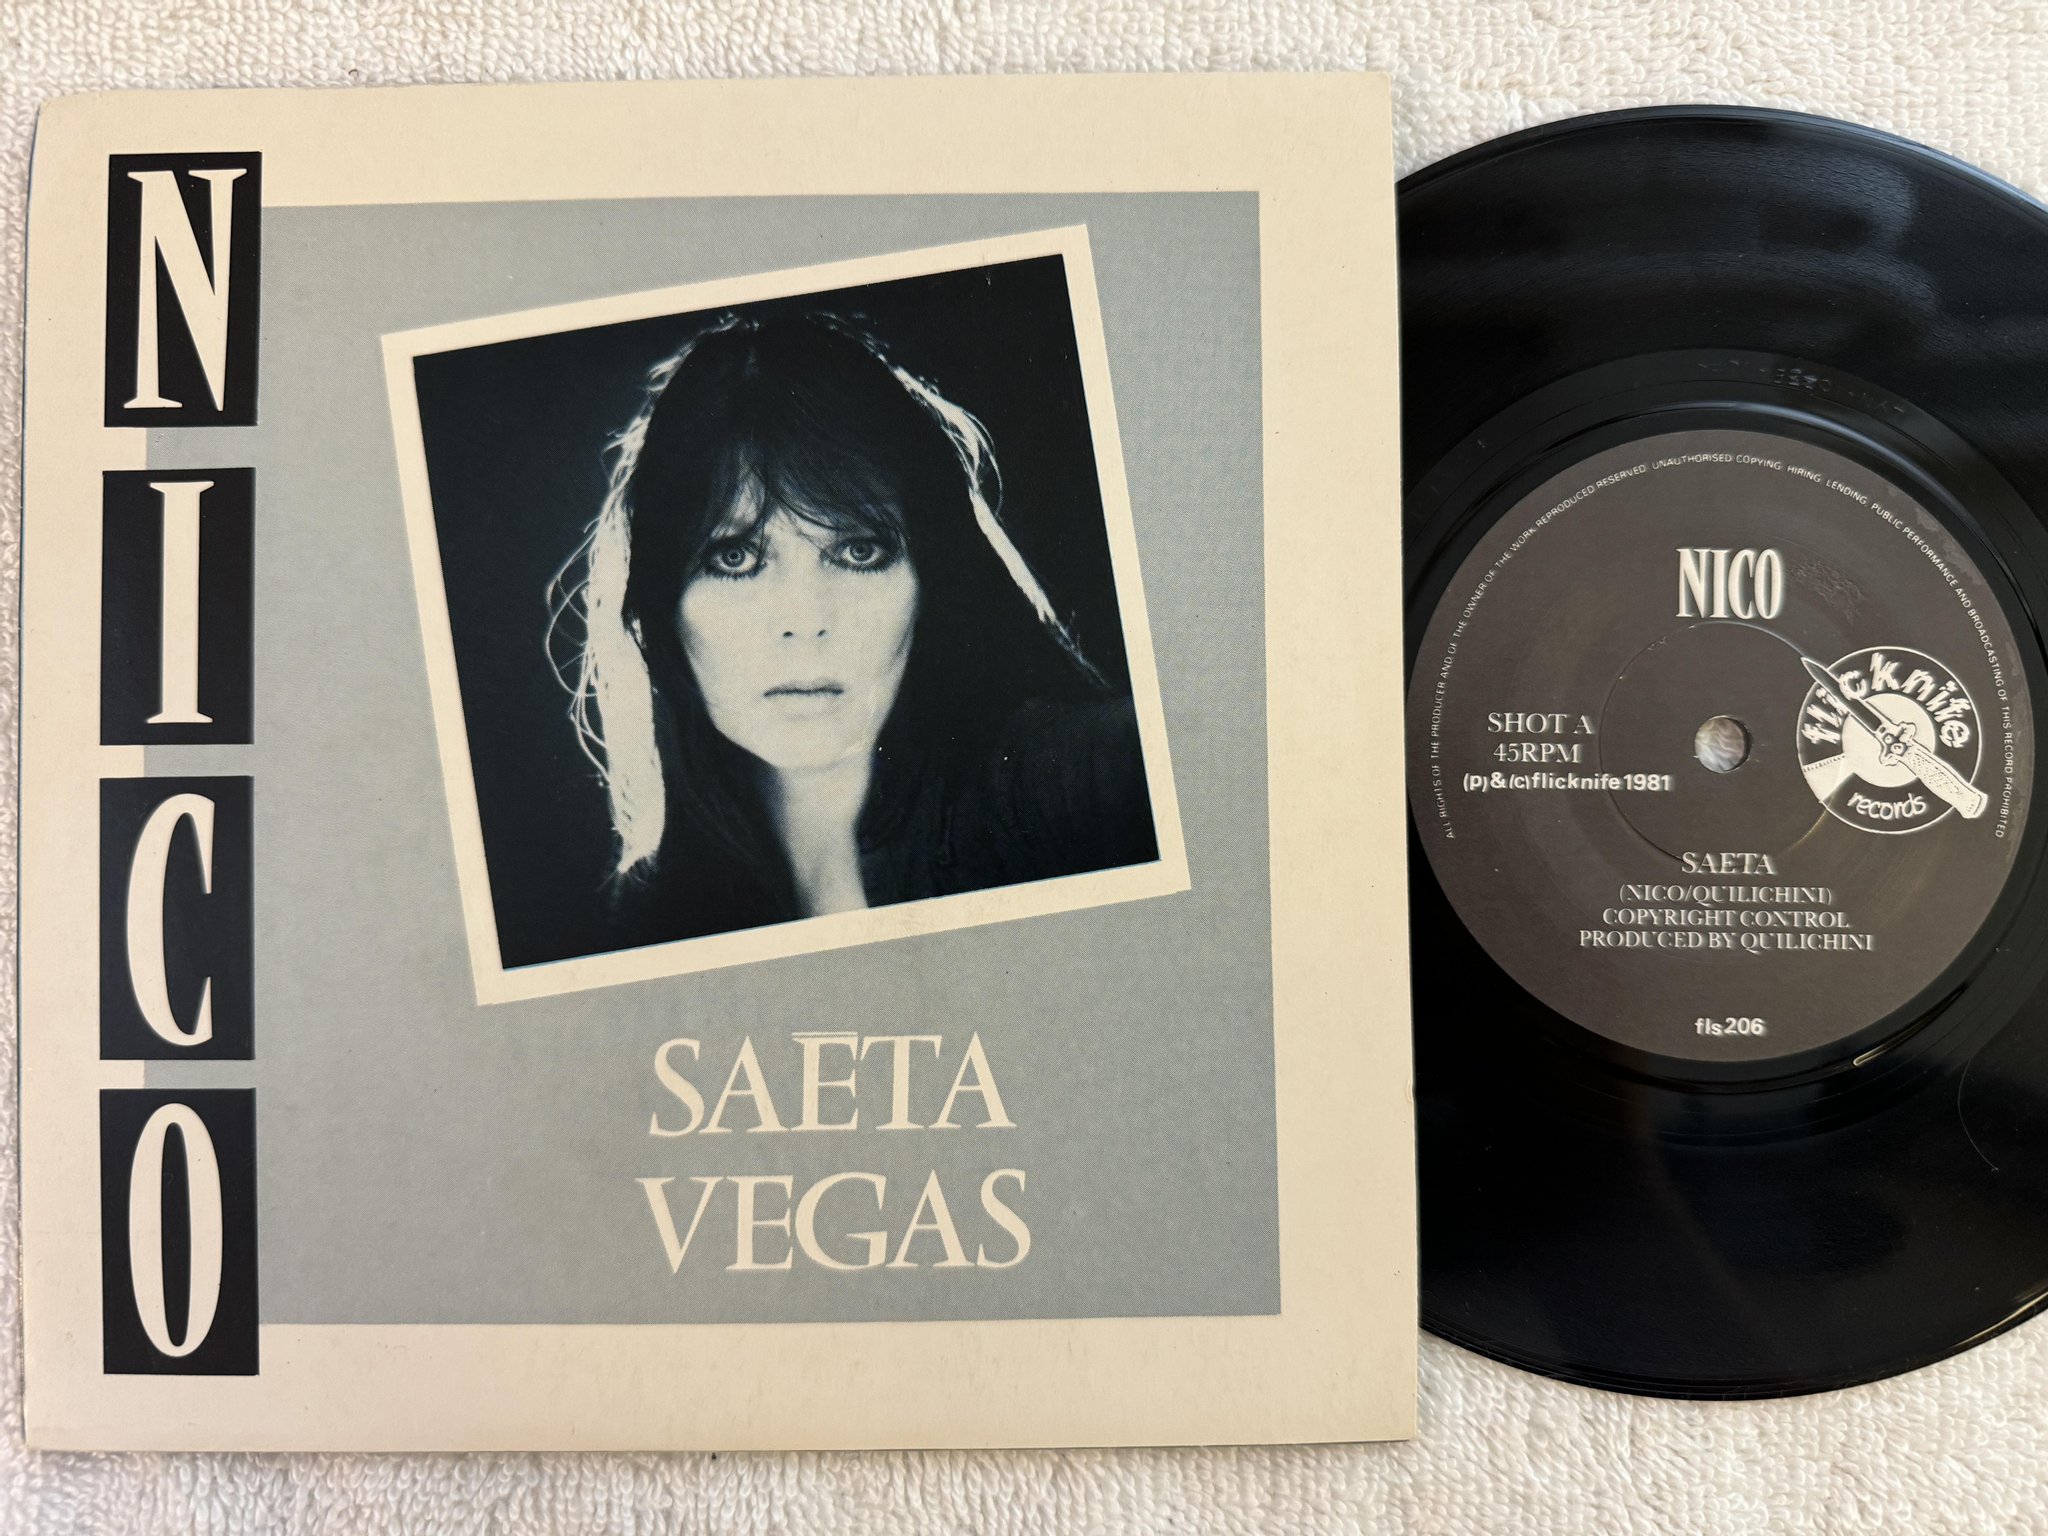 NICO
SAETA
VEGAS
ALL RIGHTS OF THE PRODUCER AND OF THE OWNER OF THE WORK REPRODUCED RESERVED. UNAUTHORISED COPYING, HIRING, LENDING, PUBLIC PERFORMANCE AND BROADCASTING OF THIS RECORD PROHIBITED
NICO
flicknife
records
SHOT A
45RPM
(p)&(c)flicknife1981
SAETA
(NICO/QUILICHINI)
COPYRIGHT CONTROL
PRODUCED BY QUILICHINI
fls206